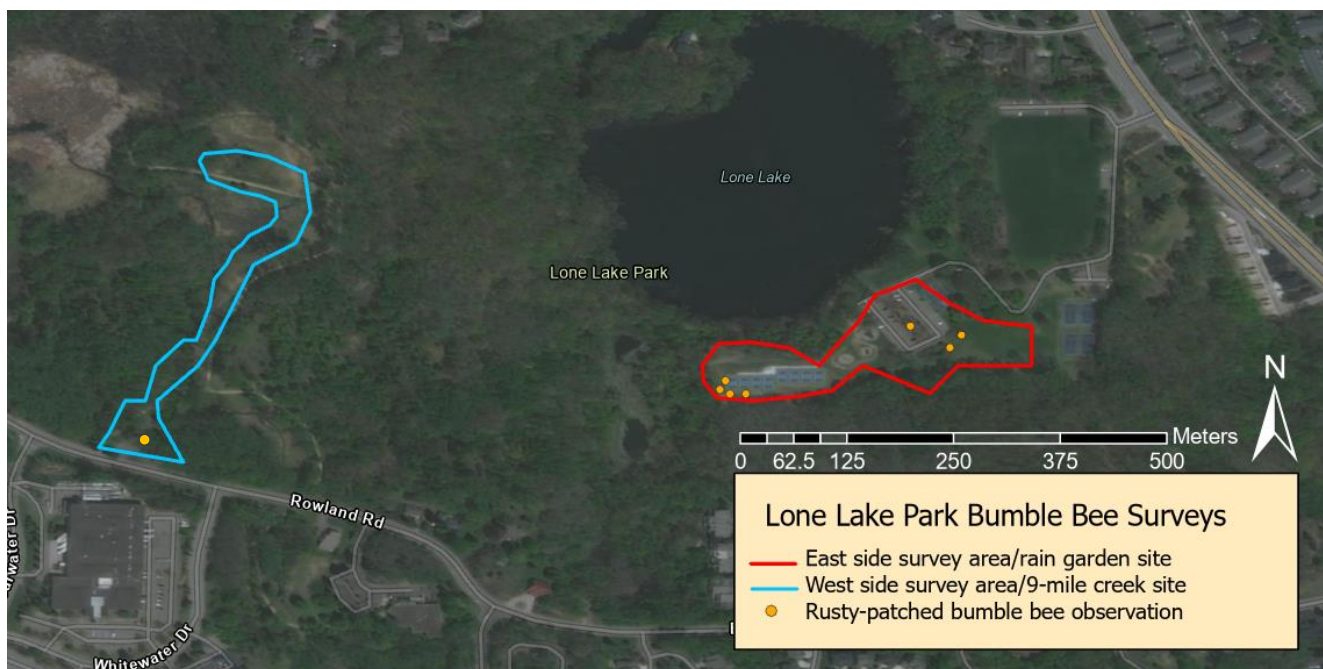 Lone Lake
Lone Lake Park
N
Meters
0 62.5 125 250 375 500
Rowland Rd
Whitewater Dr
Lone Lake Park Bumble Bee Surveys
East side survey area/rain garden site
West side survey area/9-mile creek site
Rusty-patched bumble bee observation